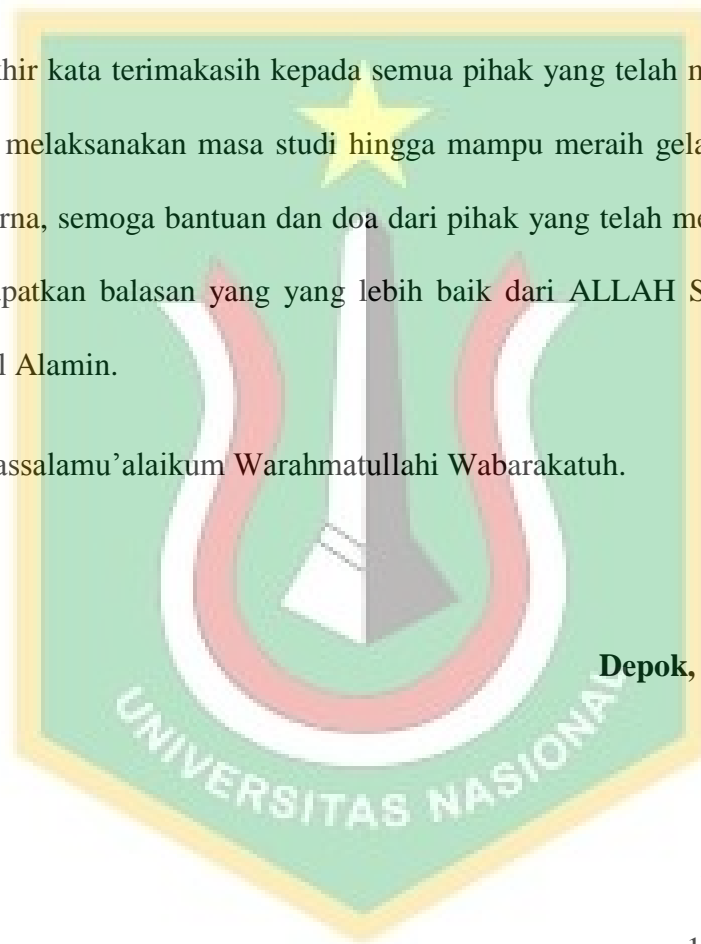 hir kata terimakasih kepada semua pihak yang telah m
melaksanakan masa studi hingga mampu meraih gela
rna, semoga bantuan dan doa dari pihak yang telah me
patkan balasan yang yang lebih baik dari ALLAH S
l Alamin.
assalamu’alaikum Warahmatullahi Wabarakatuh.
Depok,
UNIVERSITAS NASIONAL
1